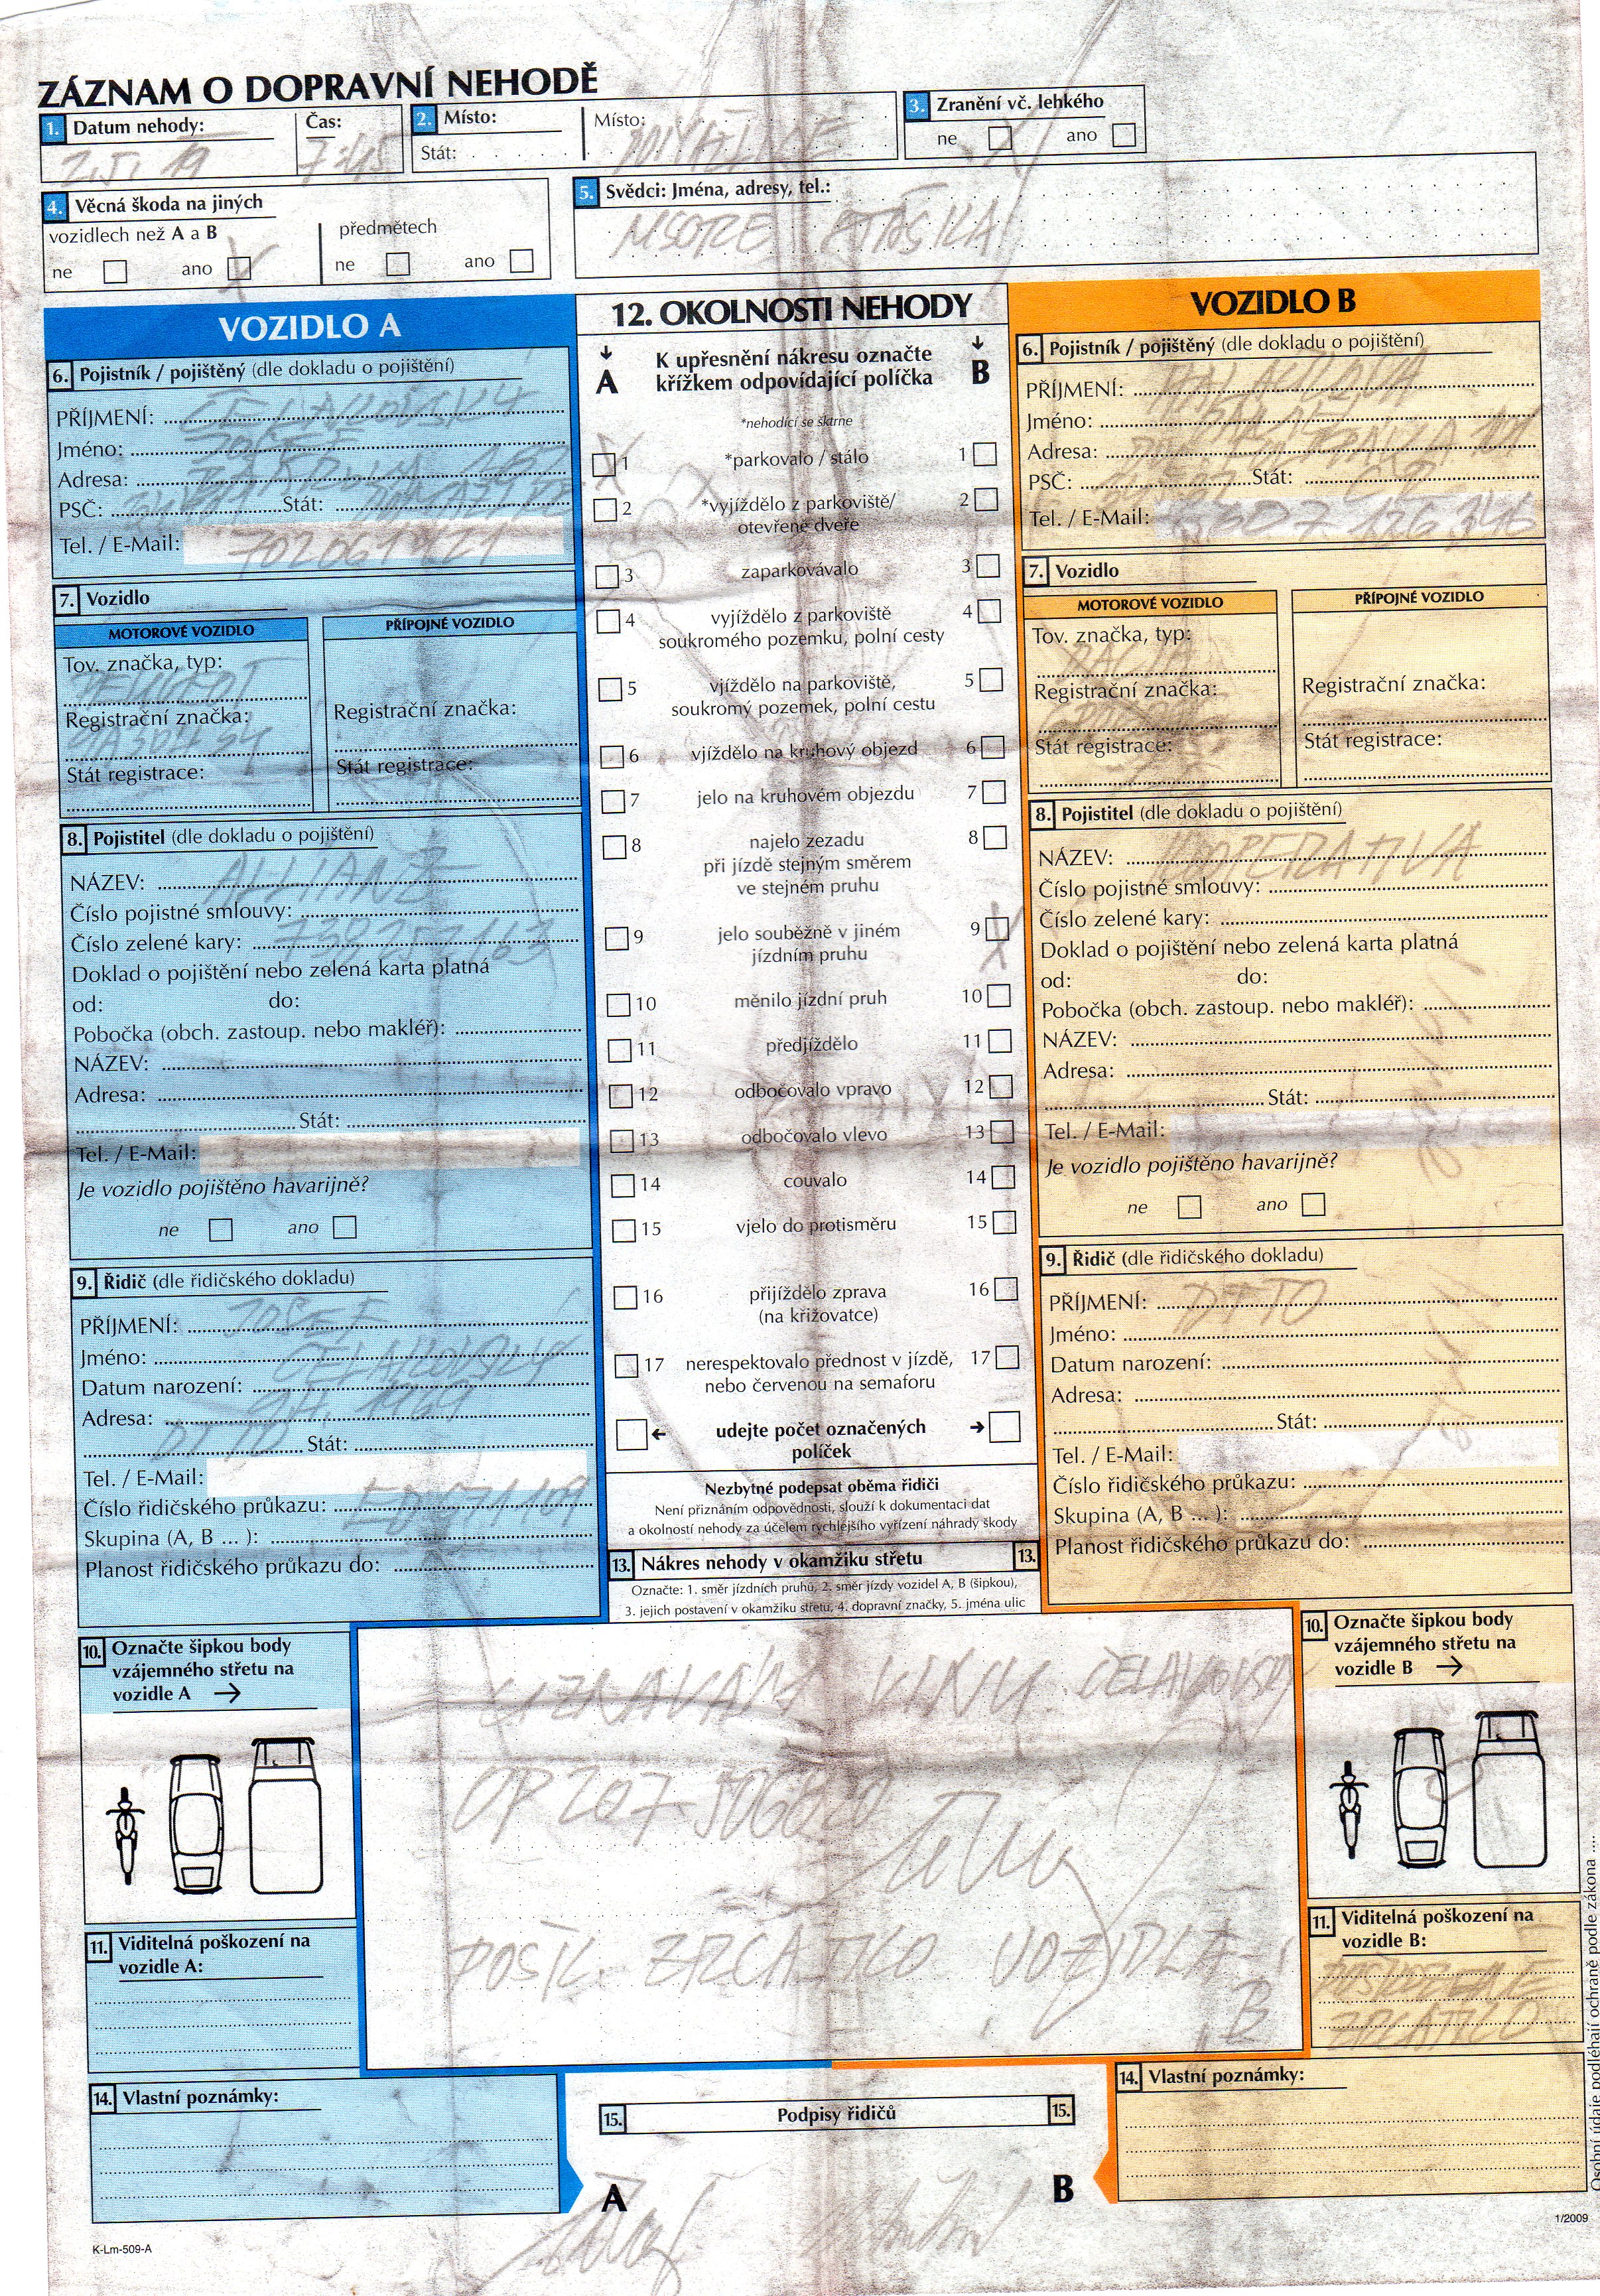 ZÁZNAM O DOPRAVNÍ NEHODĚ
1. Datum nehody: Čas:
2.5. 19 7:45
2. Místo: Místo:
Stát:
3. Zranění vč. lehkého
ne ano
4. Věcná škoda na jiných
vozidlech než A a B předmětech
ne ano ne ano
5. Svědci: Jména, adresy, tel.:
VOZIDLO A
6. Pojistník / pojištěný (dle dokladu o pojištění)
PŘÍJMENÍ: ČELAKOVSKÝ
Jméno: JOSEF
Adresa:
PSČ: Stát:
Tel. / E-Mail:
7. Vozidlo
MOTOROVÉ VOZIDLO PŘÍPOJNÉ VOZIDLO
Tov. značka, typ:
PEUGEOT
Registrační značka: Registrační značka:
Stát registrace: Stát registrace:
8. Pojistitel (dle dokladu o pojištění)
NÁZEV: ALLIANZ
Číslo pojistné smlouvy:
Číslo zelené kary:
Doklad o pojištění nebo zelená karta platná
od: do:
Pobočka (obch. zastoup. nebo makléř):
NÁZEV:
Adresa:
Stát:
Tel. / E-Mail:
Je vozidlo pojištěno havarijně?
ne ano
9. Řidič (dle řidičského dokladu)
PŘÍJMENÍ: JOSEF
Jméno: ČELAKOVSKÝ
Datum narození:
Adresa:
DTTO Stát:
Tel. / E-Mail:
Číslo řidičského průkazu:
Skupina (A, B ... ):
Planost řidičského průkazu do:
12. OKOLNOSTI NEHODY
A K upřesnění nákresu označte B
křížkem odpovídající políčka
*nehodící se škrtne
1 *parkovalo / stálo 1
2 *vyjíždělo z parkoviště/ 2
otevřené dveře
3 zaparkovávalo 3
4 vyjíždělo z parkoviště 4
soukromého pozemku, polní cesty
5 vjíždělo na parkoviště, 5
soukromý pozemek, polní cestu
6 vjíždělo na kruhový objezd 6
7 jelo na kruhovém objezdu 7
8 najelo zezadu 8
při jízdě stejným směrem
ve stejném pruhu
9 jelo souběžně v jiném 9
jízdním pruhu
10 měnilo jízdní pruh 10
11 předjíždělo 11
12 odbočovalo vpravo 12
13 odbočovalo vlevo 13
14 couvalo 14
15 vjelo do protisměru 15
16 přijíždělo zprava 16
(na křižovatce)
17 nerespektovalo přednost v jízdě, 17
nebo červenou na semaforu
← udejte počet označených →
políček
Nezbytné podepsat oběma řidiči
Není přiznáním odpovědnosti, slouží k dokumentaci dat
a okolností nehody za účelem rychlejšího vyřízení náhrady škody
13. Nákres nehody v okamžiku střetu 13.
Označte: 1. směr jízdních pruhů, 2. směr jízdy vozidel A, B (šipkou),
3. jejich postavení v okamžiku střetu, 4. dopravní značky, 5. jména ulic
VOZIDLO B
6. Pojistník / pojištěný (dle dokladu o pojištění)
PŘÍJMENÍ:
Jméno:
Adresa:
PSČ: Stát: ČR
Tel. / E-Mail:
7. Vozidlo
MOTOROVÉ VOZIDLO PŘÍPOJNÉ VOZIDLO
Tov. značka, typ:
DACIA
Registrační značka: Registrační značka:
Stát registrace: Stát registrace:
8. Pojistitel (dle dokladu o pojištění)
NÁZEV: KOOPERATIVA
Číslo pojistné smlouvy:
Číslo zelené kary:
Doklad o pojištění nebo zelená karta platná
od: do:
Pobočka (obch. zastoup. nebo makléř):
NÁZEV:
Adresa:
Stát:
Tel. / E-Mail:
Je vozidlo pojištěno havarijně?
ne ano
9. Řidič (dle řidičského dokladu)
PŘÍJMENÍ: DTTO
Jméno:
Datum narození:
Adresa:
Stát:
Tel. / E-Mail:
Číslo řidičského průkazu:
Skupina (A, B ... ):
Planost řidičského průkazu do:
10. Označte šipkou body
vzájemného střetu na
vozidle A →
11. Viditelná poškození na
vozidle A:
UZNÁVÁM VINU ČELAKOVSKÝ
OP 207
POŠK. ZRCÁTKO VOZIDLA
B
10. Označte šipkou body
vzájemného střetu na
vozidle B →
11. Viditelná poškození na
vozidle B:
POŠKOZENÉ
ZRCÁTKO
14. Vlastní poznámky:
15. Podpisy řidičů 15.
A B
14. Vlastní poznámky:
K-Lm-509-A
1/2009
Osobní údaje podléhají ochraně podle zákona ....